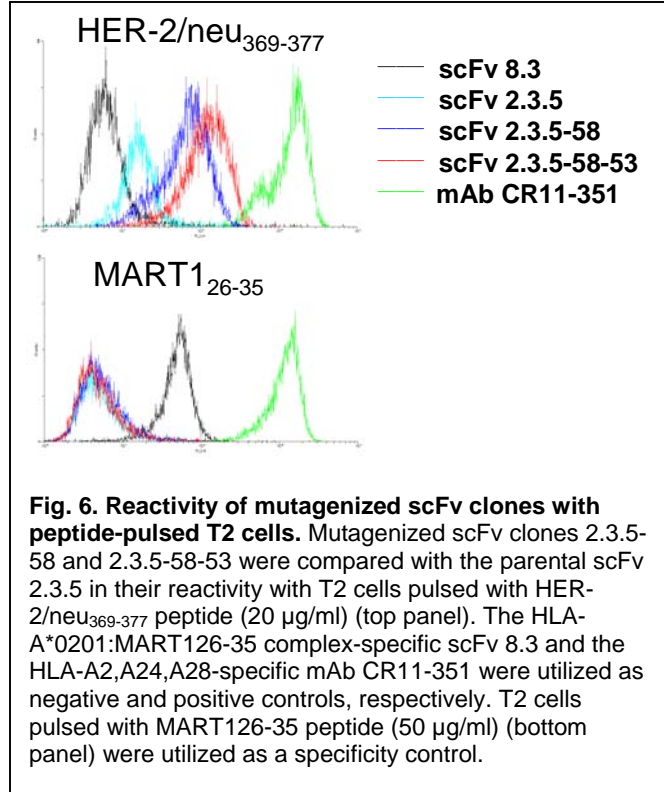 HER-2/neu369-377
scFv 8.3
scFv 2.3.5
scFv 2.3.5-58
scFv 2.3.5-58-53
mAb CR11-351
MART126-35
Fig. 6. Reactivity of mutagenized scFv clones with
peptide-pulsed T2 cells. Mutagenized scFv clones 2.3.5-
58 and 2.3.5-58-53 were compared with the parental scFv
2.3.5 in their reactivity with T2 cells pulsed with HER-
2/neu369-377 peptide (20 µg/ml) (top panel). The HLA-
A*0201:MART126-35 complex-specific scFv 8.3 and the
HLA-A2,A24,A28-specific mAb CR11-351 were utilized as
negative and positive controls, respectively. T2 cells
pulsed with MART126-35 peptide (50 µg/ml) (bottom
panel) were utilized as a specificity control.